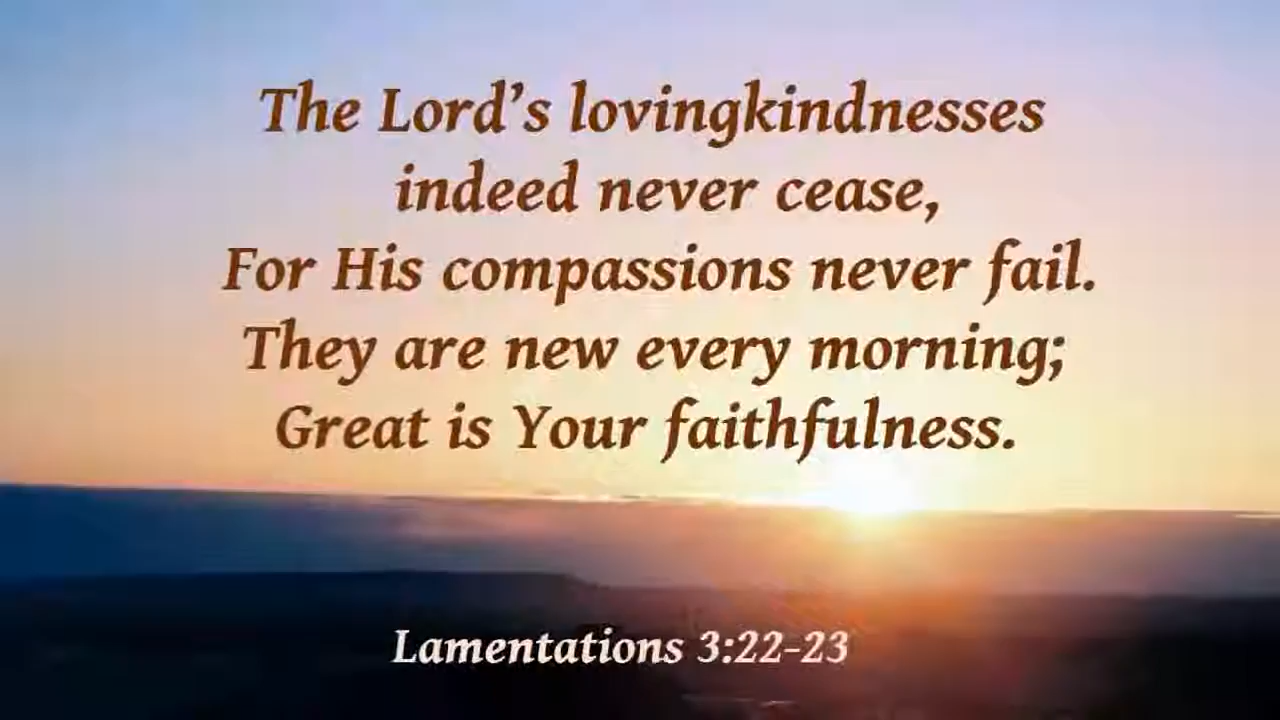 The Lord’s lovingkindnesses
indeed never cease,
For His compassions never fail.
They are new every morning;
Great is Your faithfulness.
Lamentations 3:22-23